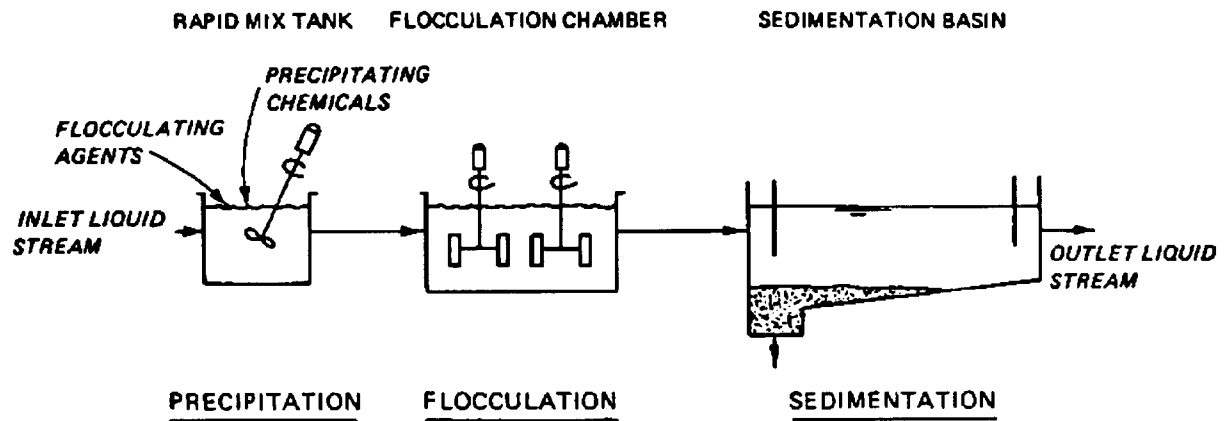 RAPID MIX TANK
FLOCCULATION CHAMBER
SEDIMENTATION BASIN
PRECIPITATING
CHEMICALS
FLOCCULATING
AGENTS
INLET LIQUID
STREAM
OUTLET LIQUID
STREAM
PRECIPITATION
FLOCCULATION
SEDIMENTATION